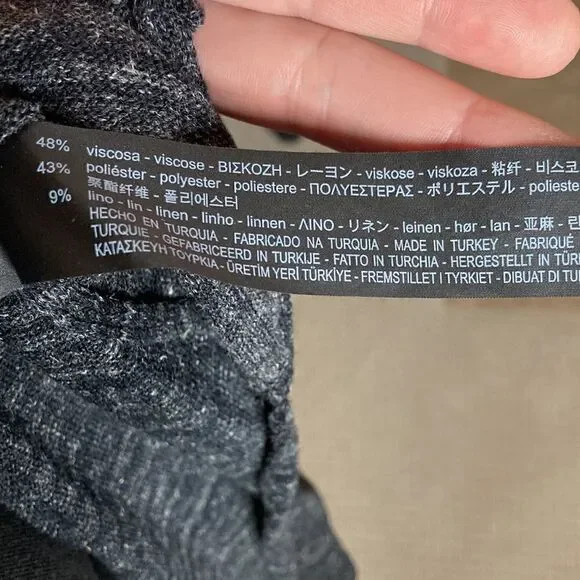 48% viscosa - viscose - ΒΙΣΚΟΖΗ - レーヨン - viskose - viskoza - 粘纤 - 비스코
43% poliéster - polyester - poliestere - ΠΟΛΥΕΣΤΕΡΑΣ - ポリエステル - polieste
聚酯纤维 - 폴리에스터
9% lino - lin - linen - linho - linnen - ΛΙΝΟ - リネン - leinen - hør - lan - 亚麻 - 린
HECHO EN TURQUIA - FABRICADO NA TURQUIA - MADE IN TURKEY - FABRIQUÉ
TURQUIE - GEFABRICEERD IN TURKIJE - FATTO IN TURCHIA - HERGESTELLT IN TÜR
ΚΑΤΑΣΚΕΥΗ ΤΟΥΡΚΙΑ - ÜRETİM YERİ TÜRKİYE - FREMSTILLET I TYRKIET - DIBUAT DI TU